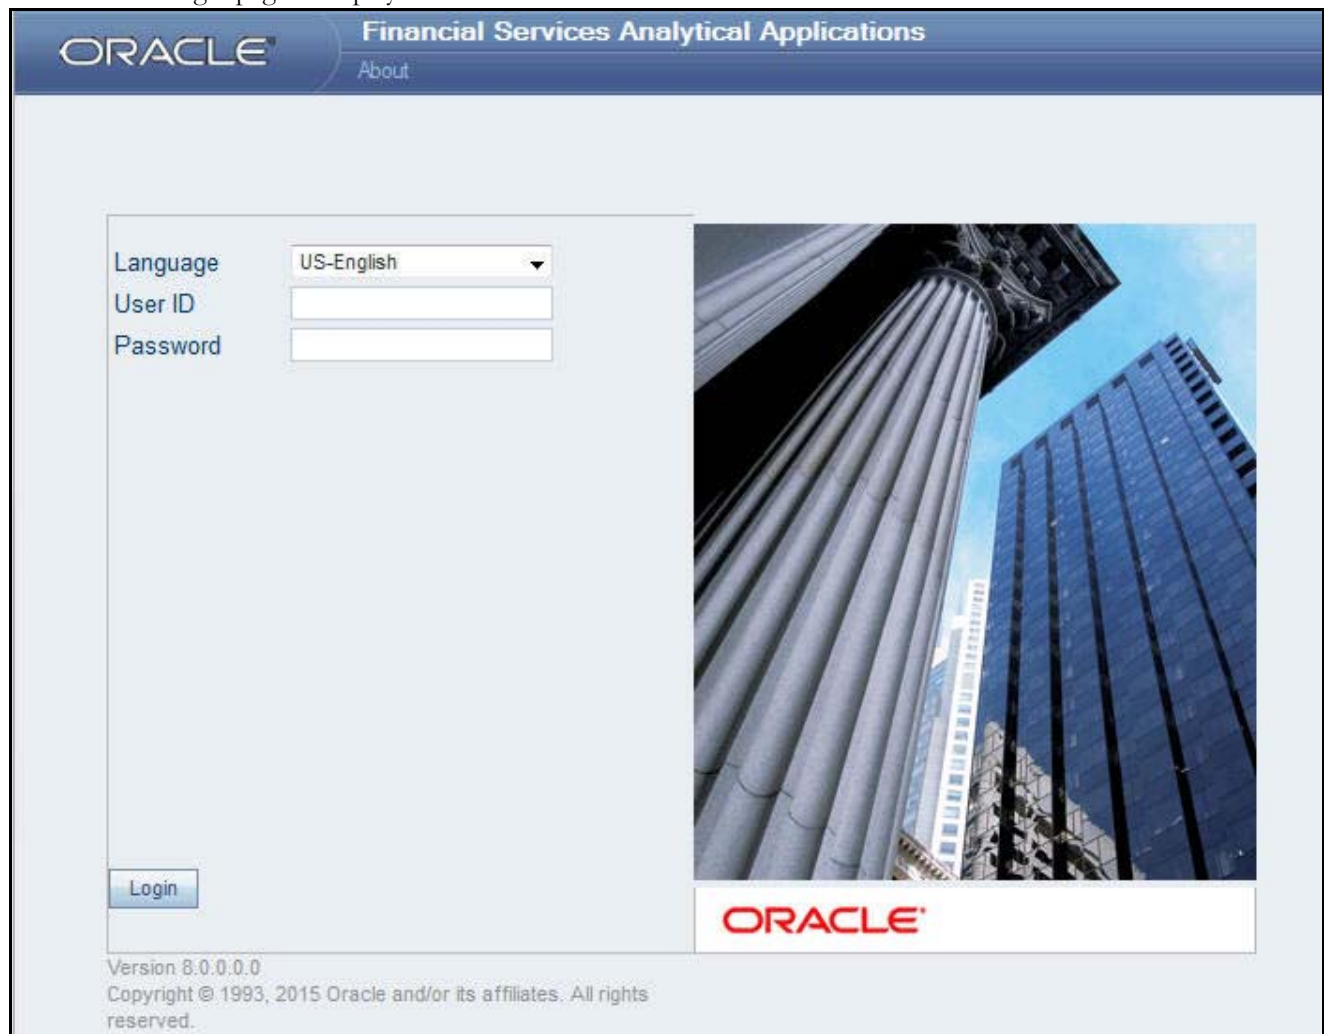 ORACLE
Financial Services Analytical Applications
About
Language US-English
User ID
Password
Login
ORACLE
Version 8.0.0.0.0
Copyright © 1993, 2015 Oracle and/or its affiliates. All rights
reserved.